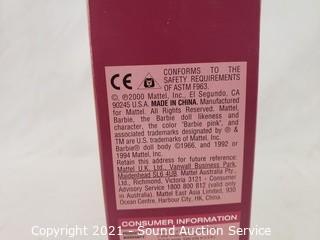 CE CONFORMS TO THE
SAFETY REQUIREMENTS
OF ASTM F963.
©,℗2000 Mattel, Inc., El Segundo, CA
90245 U.S.A. MADE IN CHINA. Manufactured
for Mattel. All Rights Reserved. Mattel,
Barbie, the Barbie doll likeness and
character, the color "Barbie pink", and
associated trademarks designated by ® &
TM are U.S. trademarks owned by Mattel.
Barbie® doll body ©1966, and 1992 or
1994 Mattel, Inc.
Retain this address for future reference:
Mattel U.K. Ltd., Vanwall Business Park,
Maidenhead SL6 4UB. Mattel Australia Pty.,
Ltd., Richmond, Victoria 3121 - Consumer
Advisory Service 1800 800 812 (valid only
in Australia). Mattel East Asia Limited, 930
Ocean Centre, Harbour City, HK, China.
CONSUMER INFORMATION
Copyright 2021 - Sound Auction Service